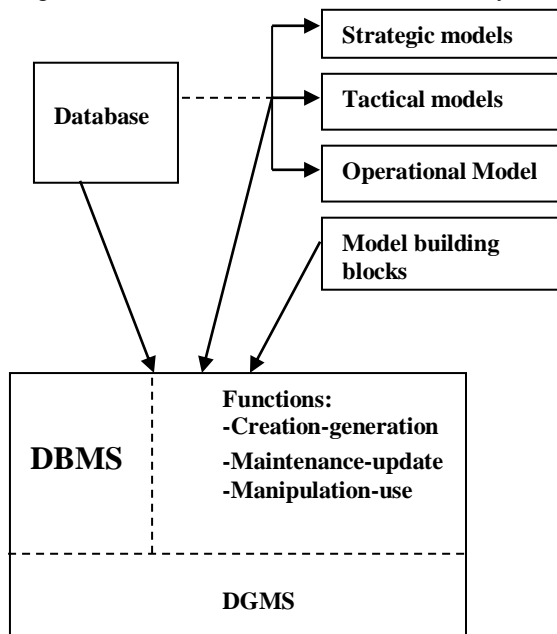 Strategic models
Database
Tactical models
Operational Model
Model building
blocks
DBMS
Functions:
-Creation-generation
-Maintenance-update
-Manipulation-use
DGMS